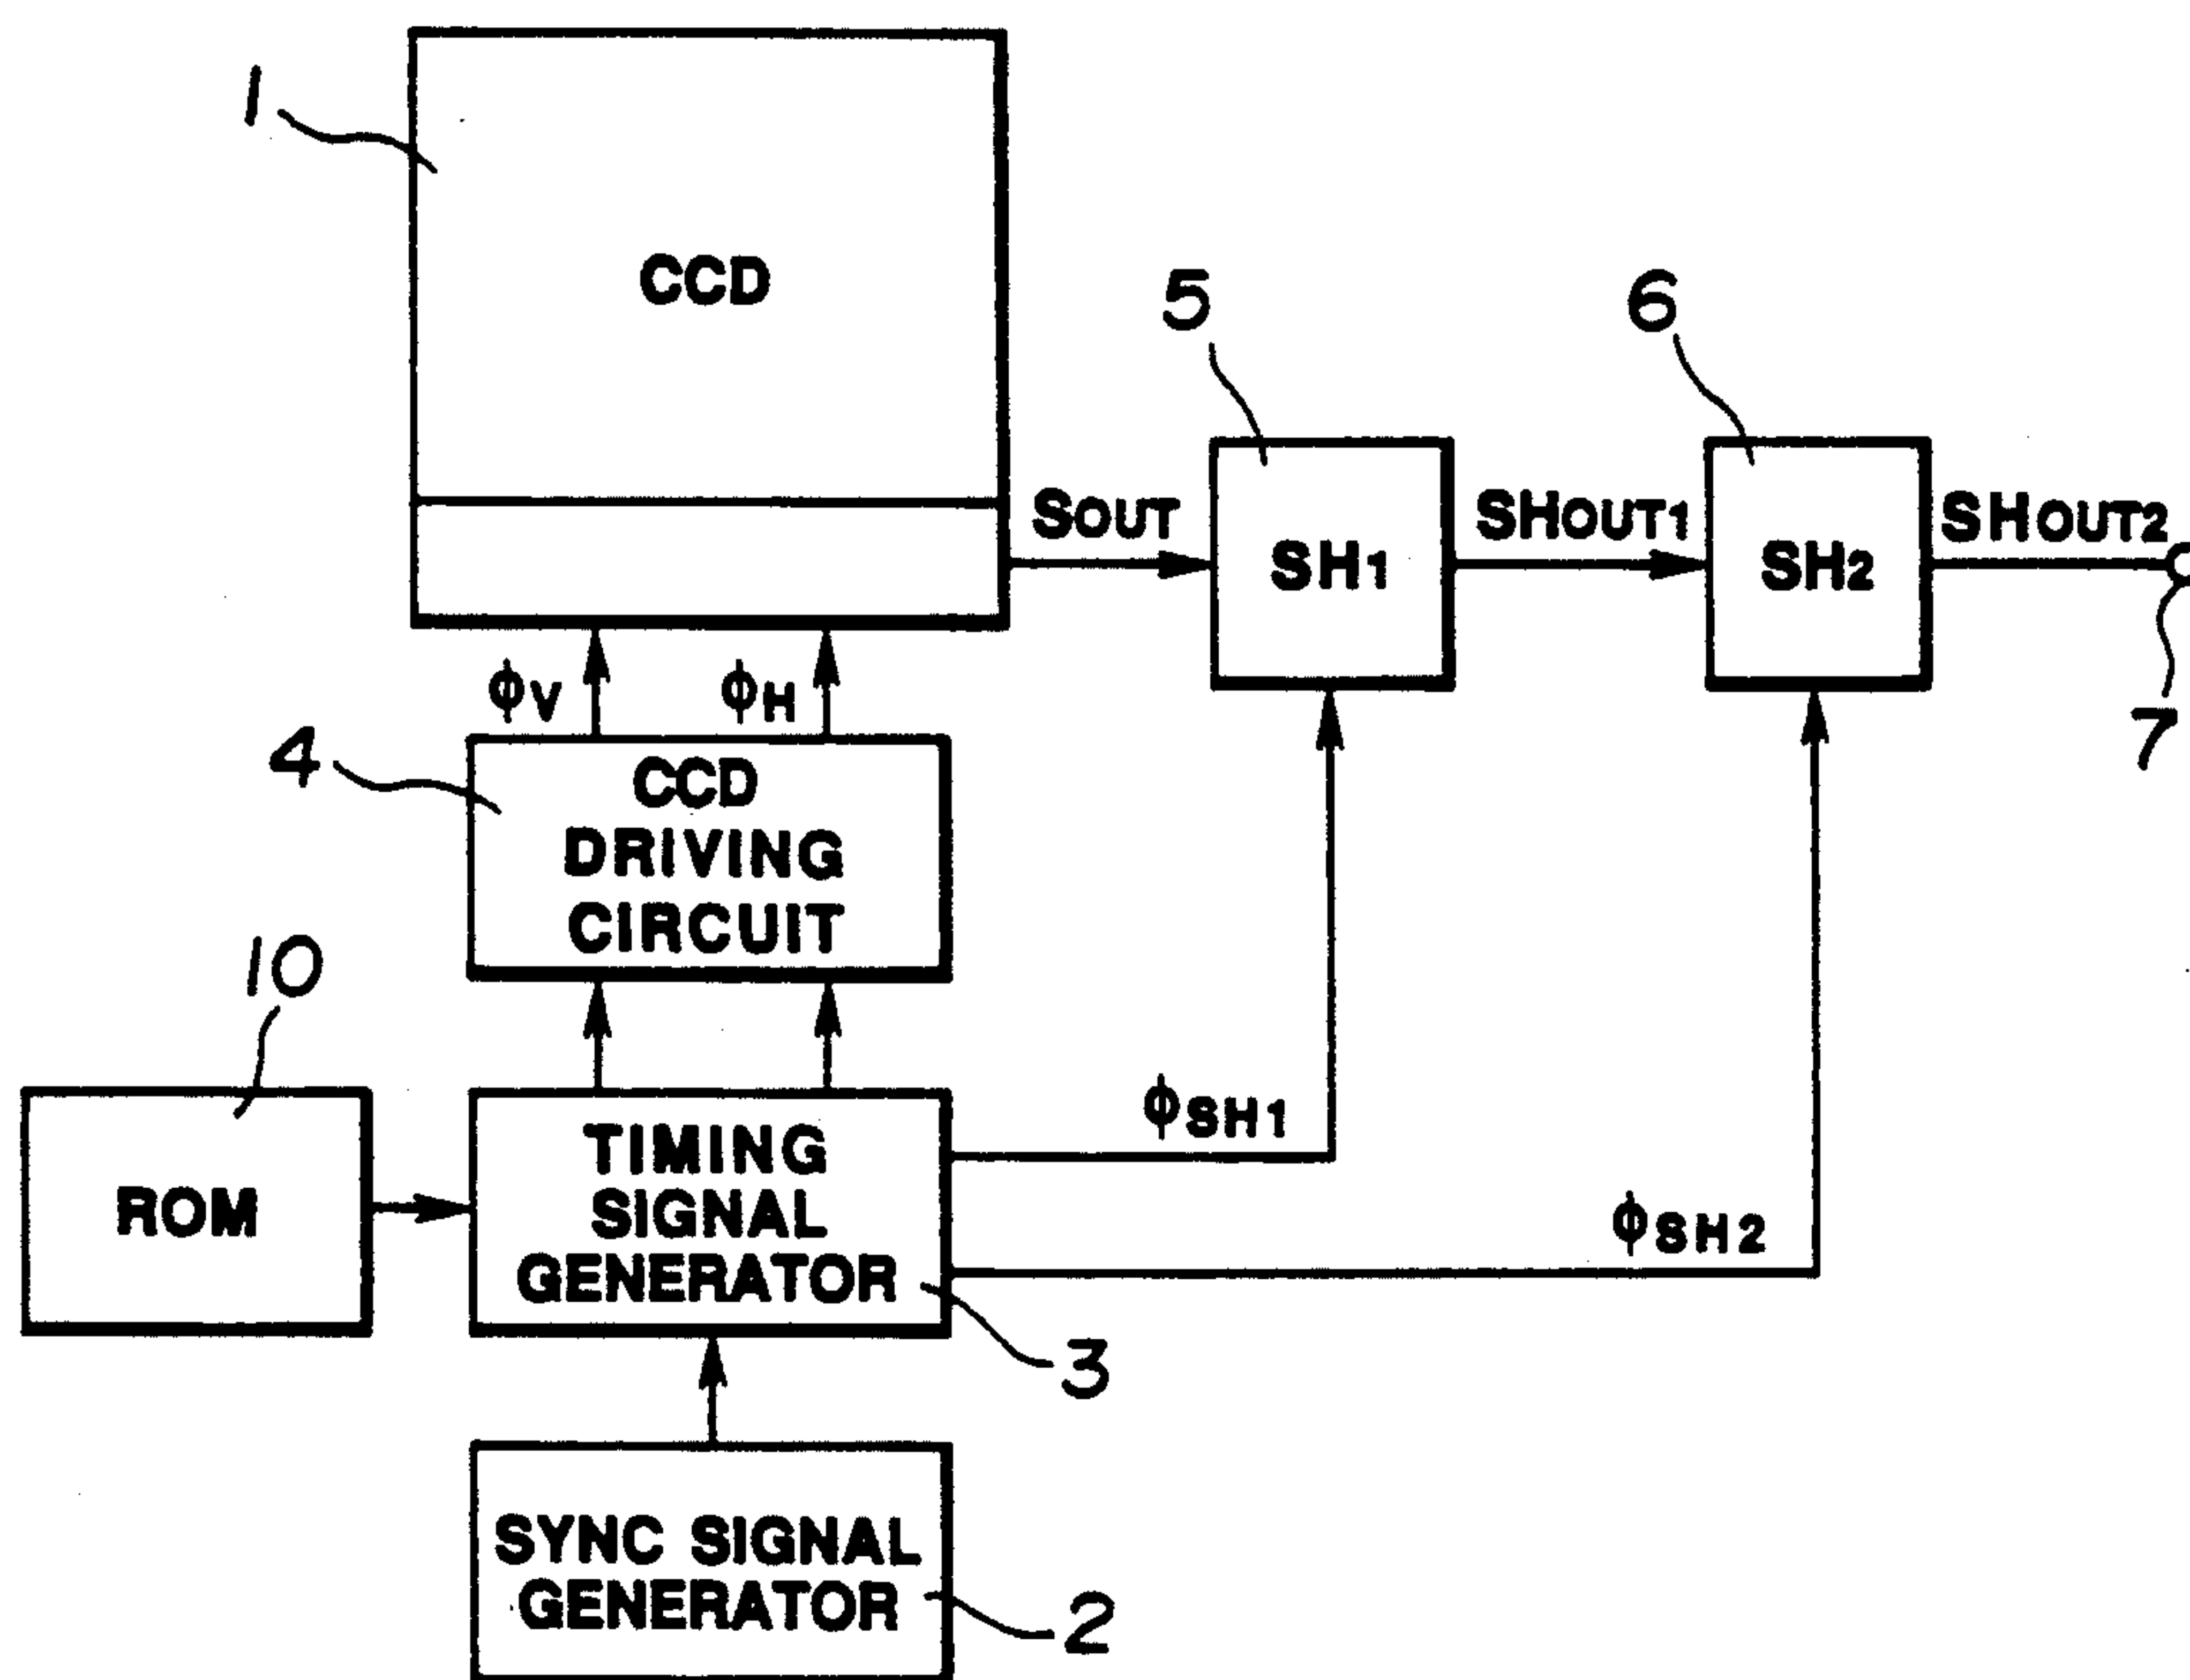 1
CCD
5
6
SOUT
SH1
SHOUT1
SH2
SHOUT2
7
ϕV
ϕH
4
CCD
DRIVING
CIRCUIT
10
ROM
TIMING
SIGNAL
GENERATOR
ϕSH1
ϕSH2
3
SYNC SIGNAL
GENERATOR
2